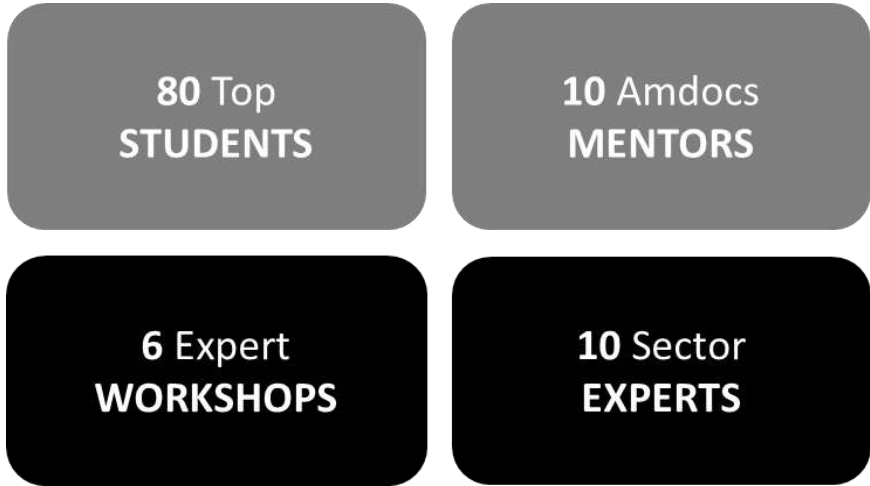 80 Top
STUDENTS
10 Amdocs
MENTORS
6 Expert
WORKSHOPS
10 Sector
EXPERTS